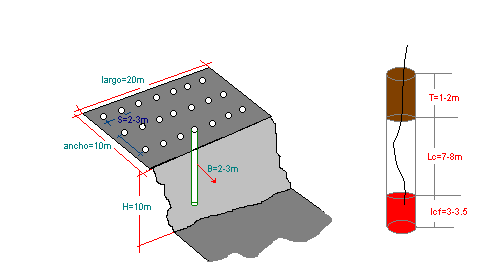 largo=20m
S=2-3m
ancho=10m
B=2-3m
H=10m
T=1-2m
Lc=7-8m
lcf=3-3.5